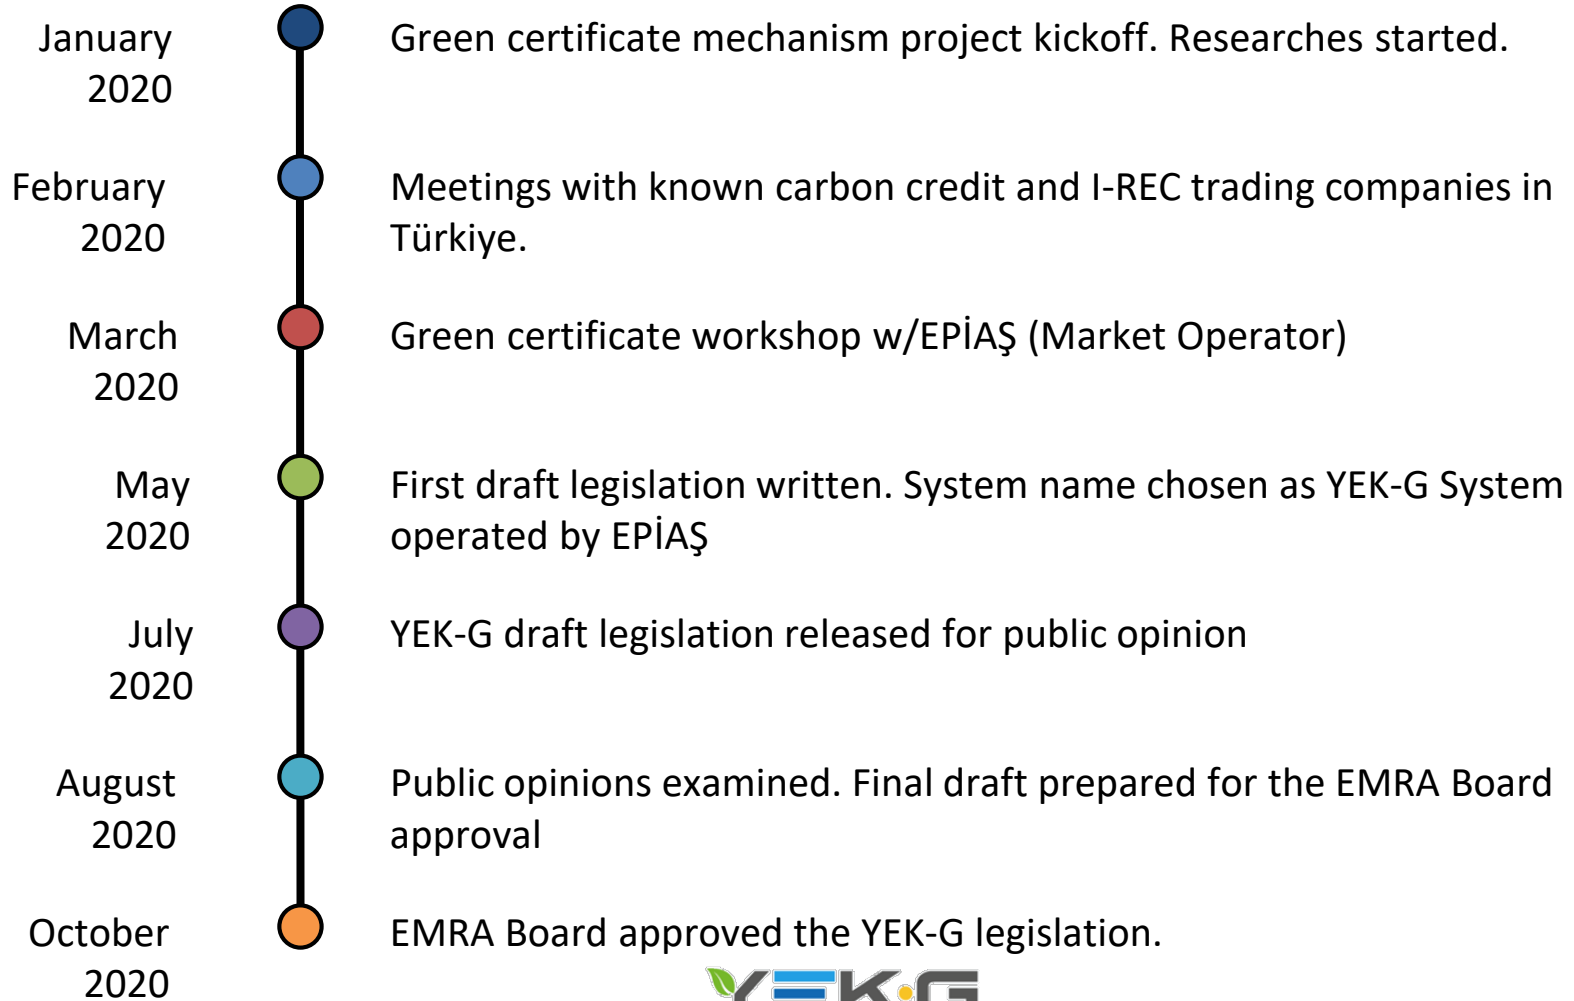 January
2020
Green certificate mechanism project kickoff. Researches started.
February
2020
Meetings with known carbon credit and I-REC trading companies in
Türkiye.
March
2020
Green certificate workshop w/EPİAŞ (Market Operator)
May
2020
First draft legislation written. System name chosen as YEK-G System
operated by EPİAŞ
July
2020
YEK-G draft legislation released for public opinion
August
2020
Public opinions examined. Final draft prepared for the EMRA Board
approval
October
2020
EMRA Board approved the YEK-G legislation.
YEK·G